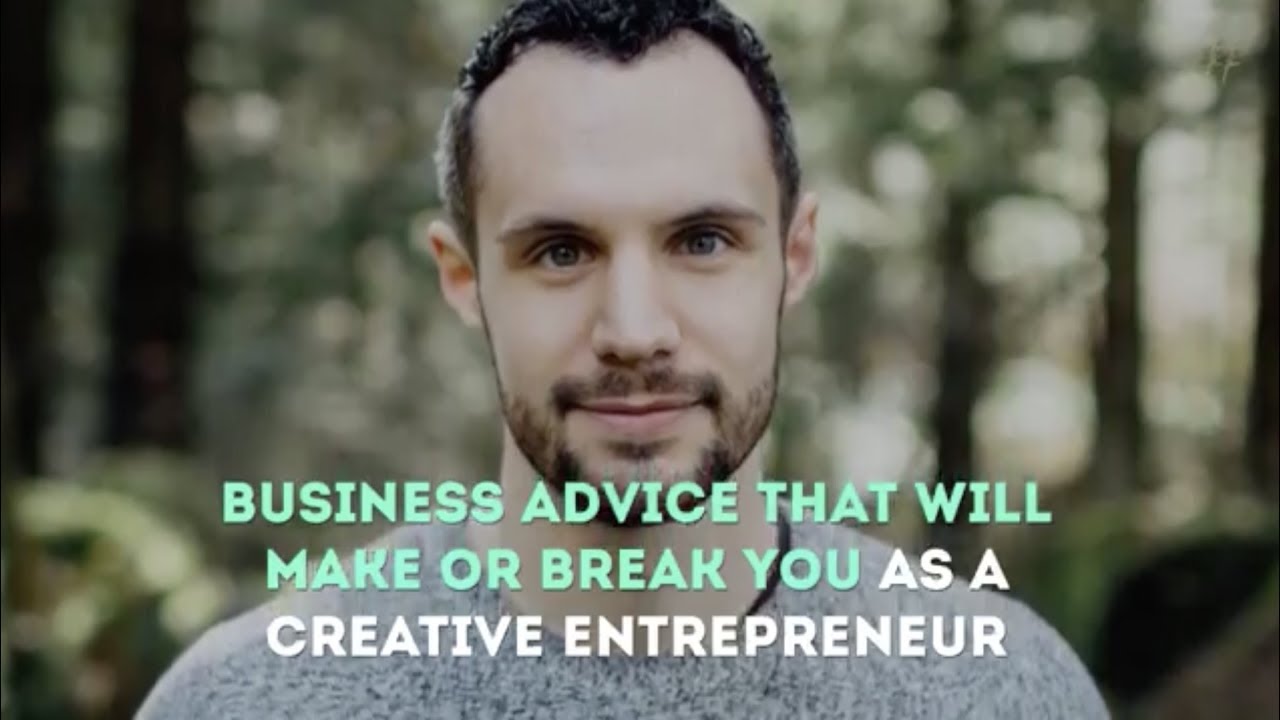 BUSINESS ADVICE THAT WILL
MAKE OR BREAK YOU AS A
CREATIVE ENTREPRENEUR